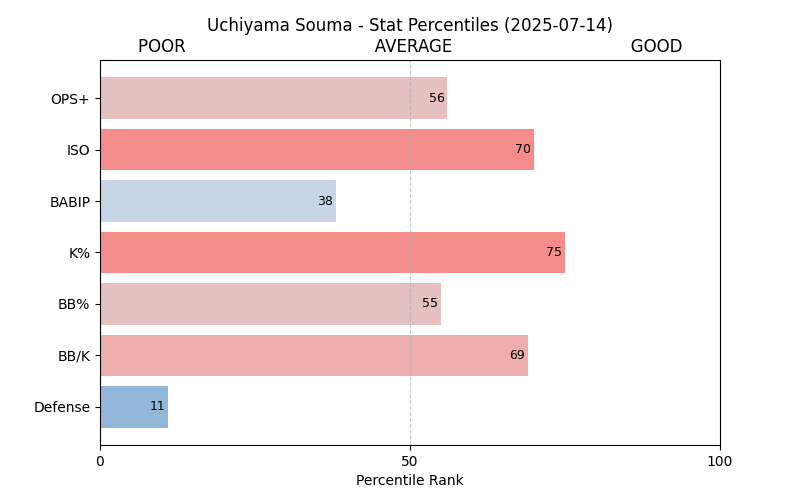 Uchiyama Souma - Stat Percentiles (2025-07-14)
POOR AVERAGE GOOD
OPS+ 56
ISO 70
BABIP 38
K% 75
BB% 55
BB/K 69
Defense 11
0 50 100
Percentile Rank